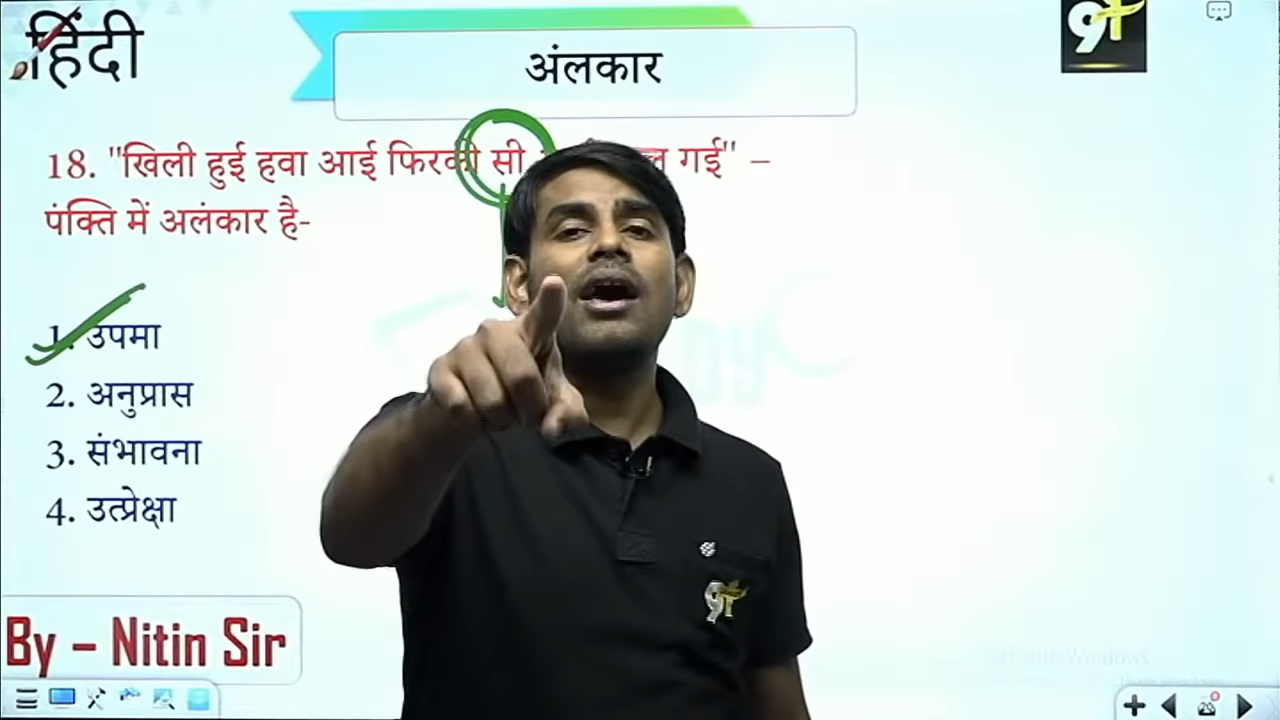 हिंदी
अंलकार
18. "खिली हुई हवा आई फिरकी सी गई" –
पंक्ति में अलंकार है-
1. उपमा
2. अनुप्रास
3. संभावना
4. उत्प्रेक्षा
By – Nitin Sir